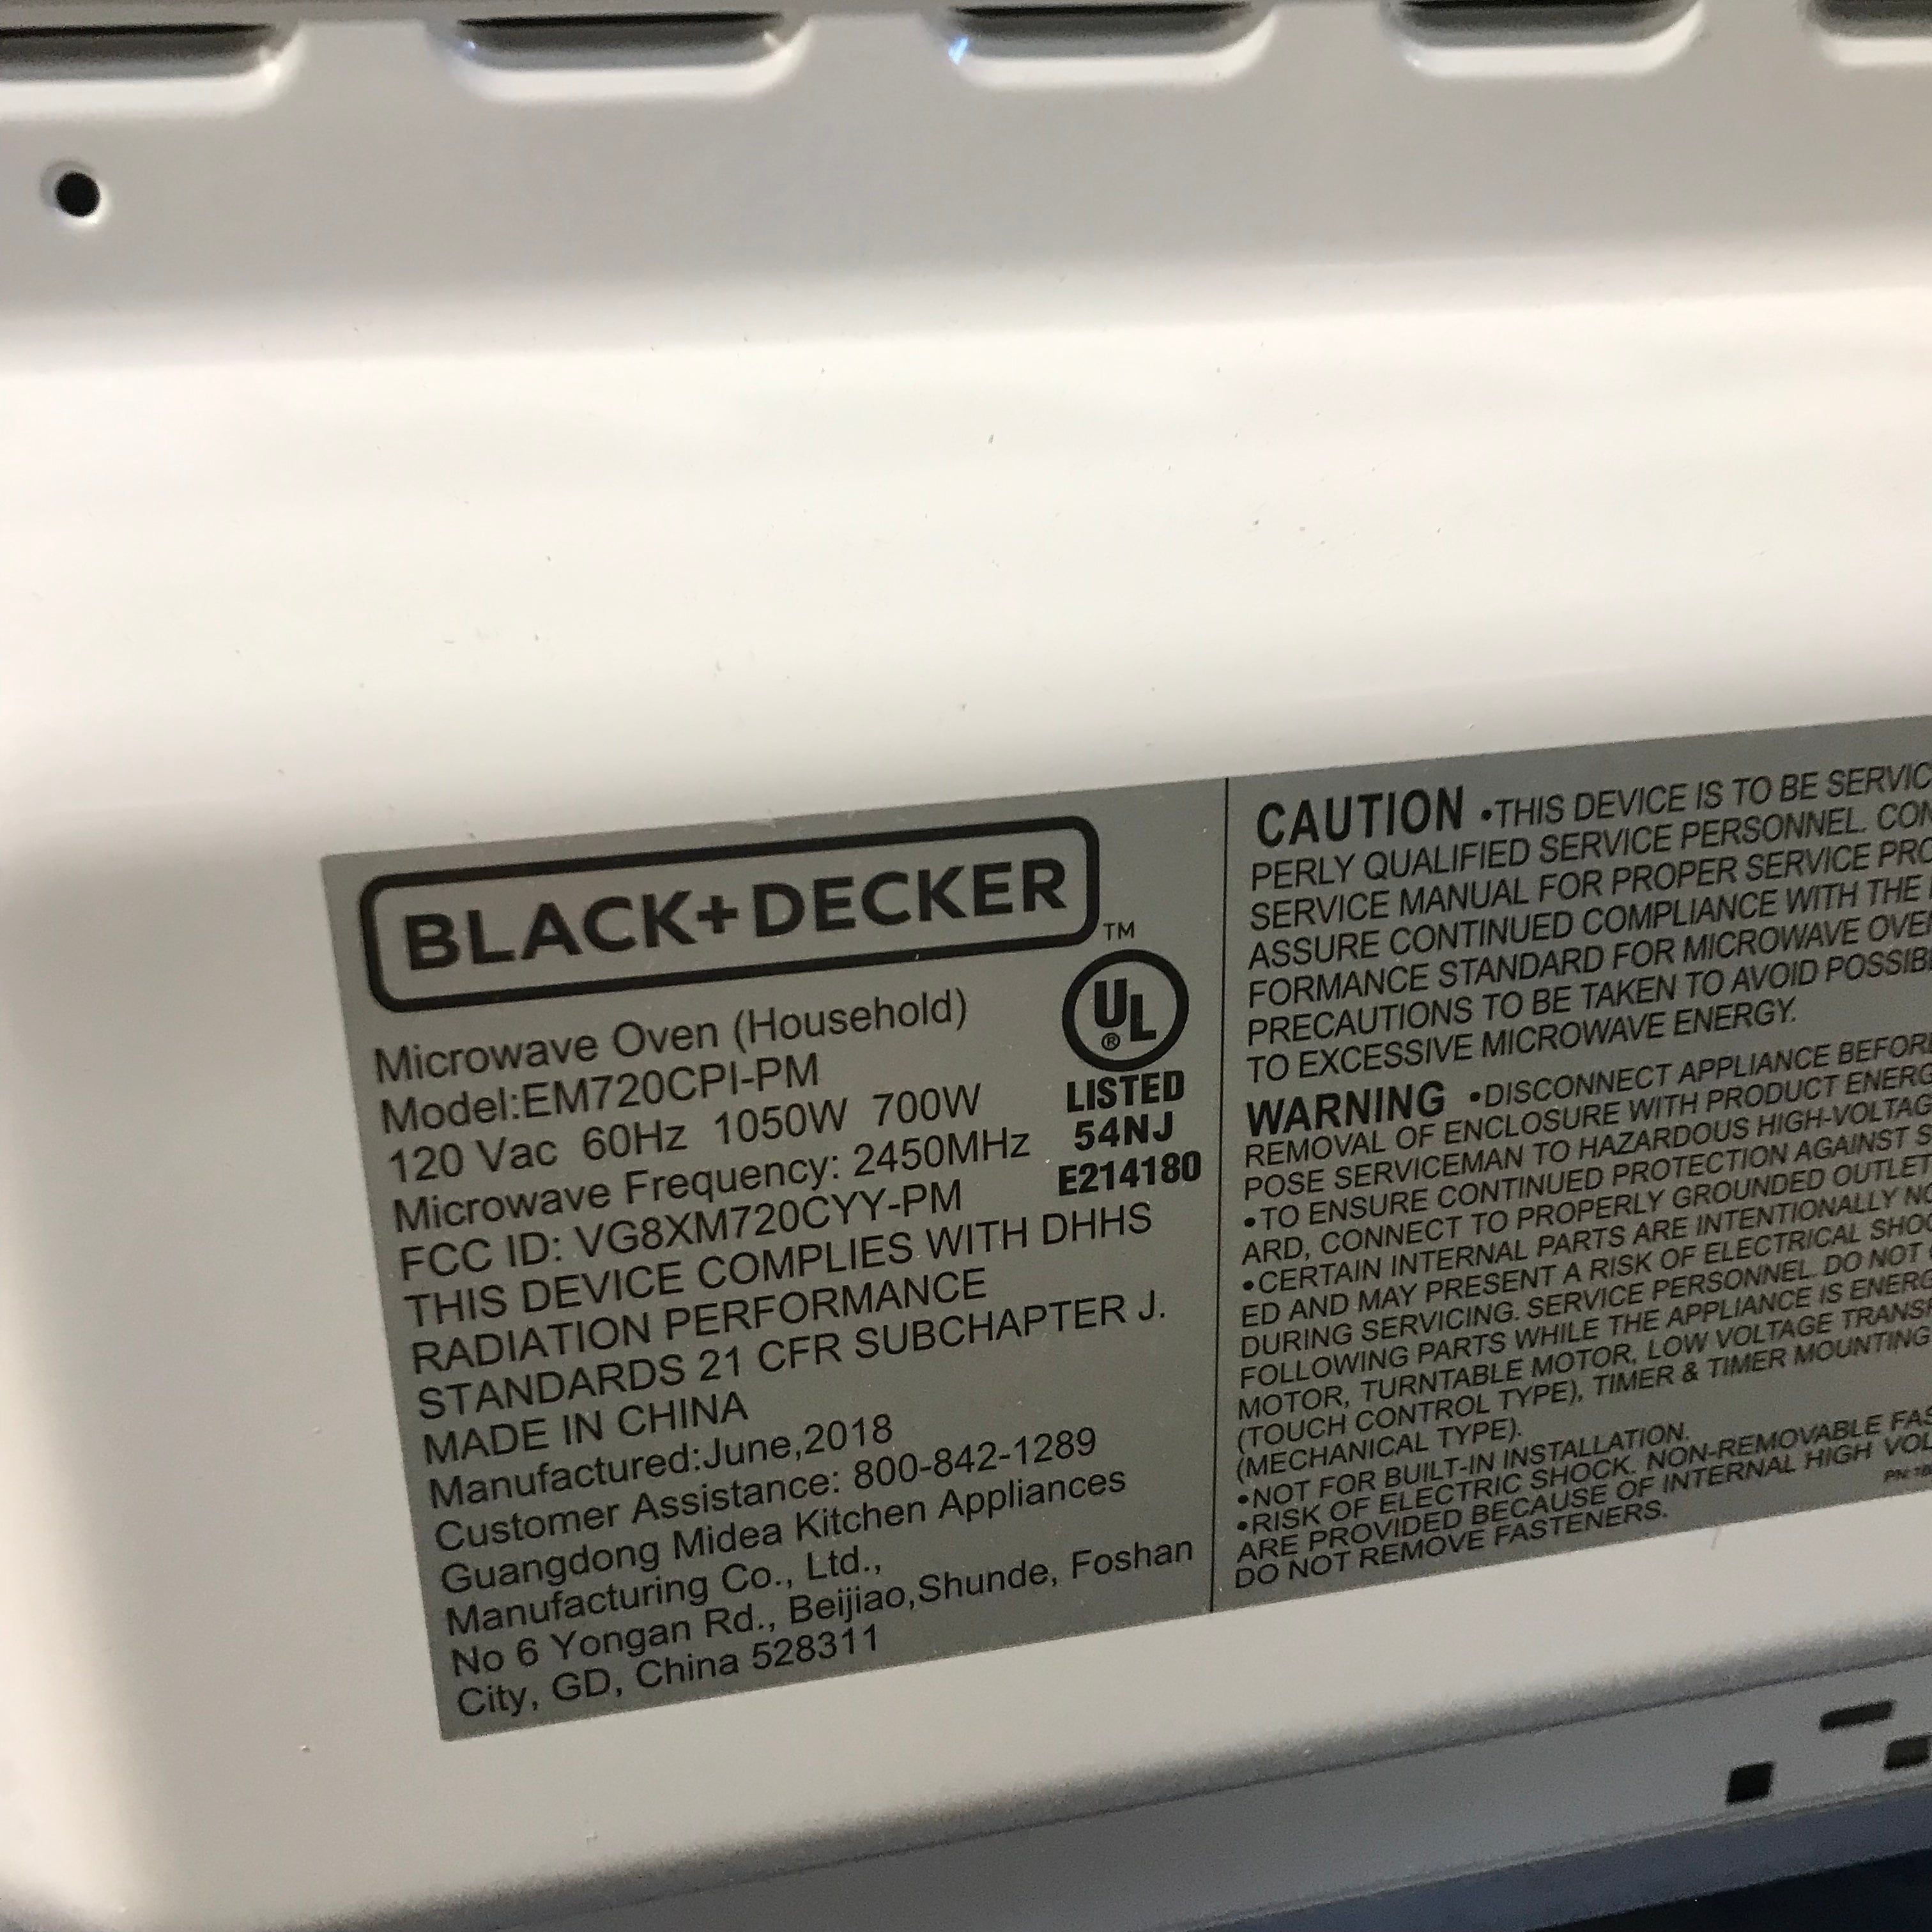 BLACK+DECKER
TM
Microwave Oven (Household)
Model:EM720CPI-PM
120 Vac 60Hz 1050W 700W
Microwave Frequency: 2450MHz
FCC ID: VG8XM720CYY-PM
THIS DEVICE COMPLIES WITH DHHS
RADIATION PERFORMANCE
STANDARDS 21 CFR SUBCHAPTER J.
MADE IN CHINA
Manufactured:June,2018
Customer Assistance: 800-842-1289
Guangdong Midea Kitchen Appliances
Manufacturing Co., Ltd.,
No 6 Yongan Rd., Beijiao,Shunde, Foshan
City, GD, China 528311
UL
®
LISTED
54NJ
E214180
CAUTION •THIS DEVICE IS TO BE SERVIC
PERLY QUALIFIED SERVICE PERSONNEL. CON
SERVICE MANUAL FOR PROPER SERVICE PRO
ASSURE CONTINUED COMPLIANCE WITH THE
FORMANCE STANDARD FOR MICROWAVE OVE
PRECAUTIONS TO BE TAKEN TO AVOID POSSIB
TO EXCESSIVE MICROWAVE ENERGY.
WARNING •DISCONNECT APPLIANCE BEFOR
REMOVAL OF ENCLOSURE WITH PRODUCT ENERG
POSE SERVICEMAN TO HAZARDOUS HIGH-VOLTAG
•TO ENSURE CONTINUED PROTECTION AGAINST S
ARD, CONNECT TO PROPERLY GROUNDED OUTLET
•CERTAIN INTERNAL PARTS ARE INTENTIONALLY NO
ED AND MAY PRESENT A RISK OF ELECTRICAL SHOC
DURING SERVICING. SERVICE PERSONNEL. DO NOT
FOLLOWING PARTS WHILE THE APPLIANCE IS ENERG
MOTOR, TURNTABLE MOTOR, LOW VOLTAGE TRANSF
(TOUCH CONTROL TYPE), TIMER & TIMER MOUNTING
(MECHANICAL TYPE).
•NOT FOR BUILT-IN INSTALLATION.
•RISK OF ELECTRIC SHOCK. NON-REMOVABLE FAS
ARE PROVIDED BECAUSE OF INTERNAL HIGH VOL
DO NOT REMOVE FASTENERS.